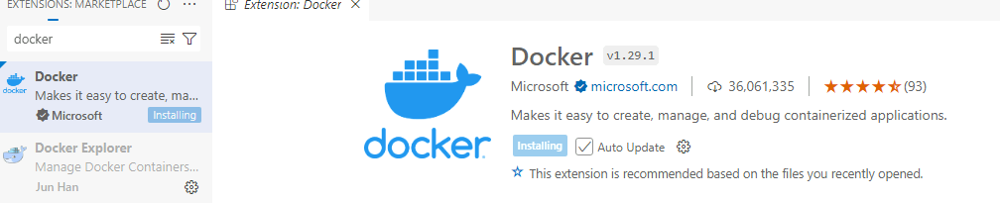 EXTENSIONS: MARKETPLACE
Extension: Docker
docker
Docker
Makes it easy to create, ma...
Microsoft
Installing
docker
Docker Explorer
Manage Docker Containers...
Jun Han
docker
Docker v1.29.1
Microsoft microsoft.com 36,061,335 (93)
Makes it easy to create, manage, and debug containerized applications.
Installing Auto Update
This extension is recommended based on the files you recently opened.